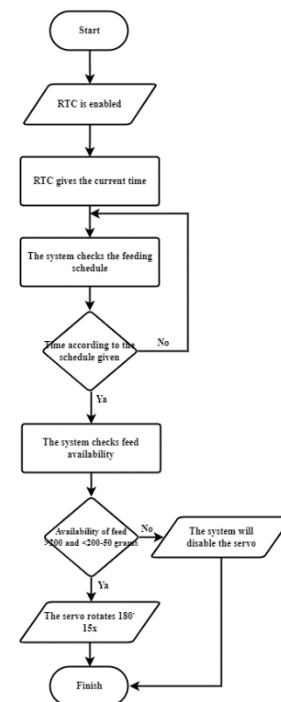 Start
RTC is enabled
RTC gives the current time
The system checks the feeding
schedule
Time according to the
schedule given
No
Ya
The system checks feed
availability
Availability of feed
>200 and <200-50 grams
No
The system will
disable the servo
Ya
The servo rotates 180°
15x
Finish